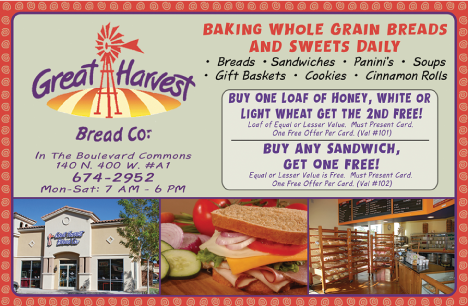 Great Harvest
Bread Co:
In The Boulevard Commons
140 N. 400 W. #A1
674-2952
Mon-Sat: 7 AM - 6 PM
Baking Whole Grain Breads
and Sweets Daily
• Breads • Sandwiches • Panini's • Soups
• Gift Baskets • Cookies • Cinnamon Rolls
Buy One Loaf of Honey, White or
Light Wheat Get the 2nd Free!
Loaf of Equal or Lesser Value. Must Present Card.
One Free Offer Per Card. (Val #101)
Buy Any Sandwich,
Get One Free!
Equal or Lesser Value is Free. Must Present Card.
One Free Offer Per Card. (Val #102)